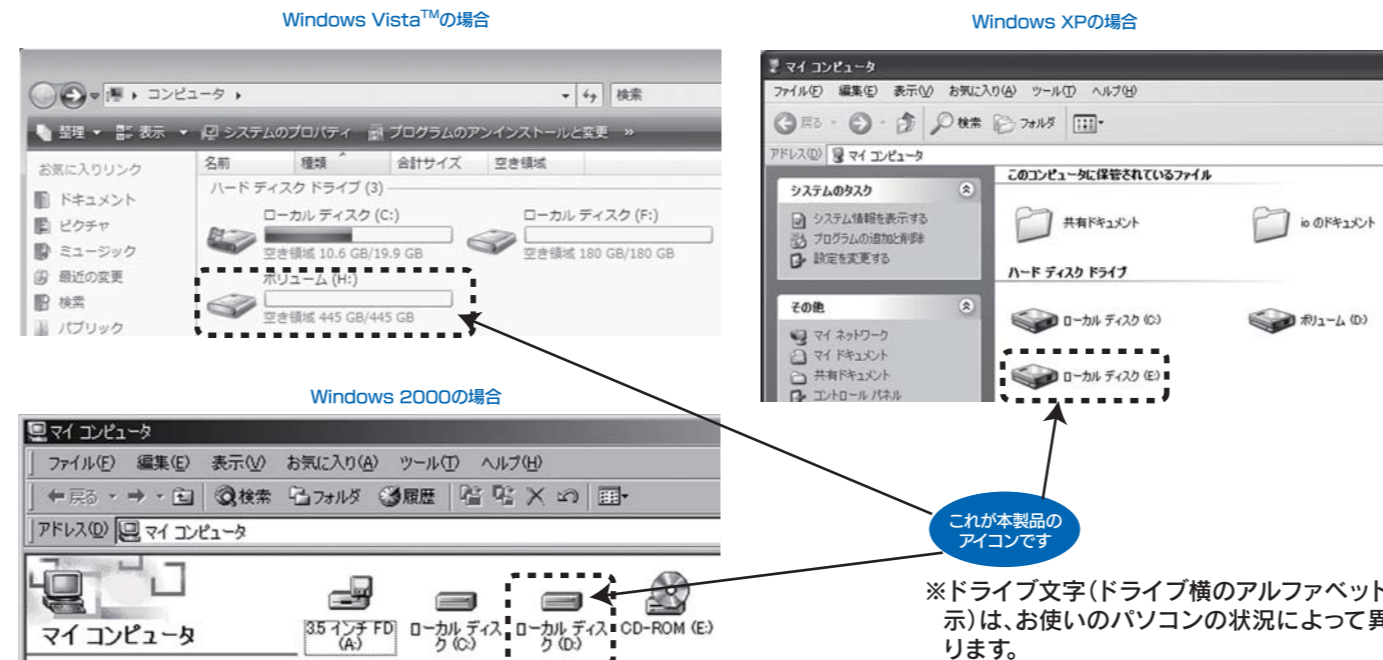 Windows Vista™の場合
コンピュータ
検索
整理 表示 システムのプロパティ プログラムのアンインストールと変更 »
お気に入りリンク
ドキュメント
ピクチャ
ミュージック
最近の変更
検索
パブリック
名前 種類 合計サイズ 空き領域
ハード ディスク ドライブ (3)
ローカル ディスク (C:)
空き領域 10.6 GB/19.9 GB
ローカル ディスク (F:)
空き領域 180 GB/180 GB
ボリューム (H:)
空き領域 445 GB/445 GB
Windows XPの場合
マイ コンピュータ
ファイル(F) 編集(E) 表示(V) お気に入り(A) ツール(T) ヘルプ(H)
戻る 検索 フォルダ
アドレス(D) マイ コンピュータ
システムのタスク
システム情報を表示する
プログラムの追加と削除
設定を変更する
その他
マイ ネットワーク
マイ ドキュメント
共有ドキュメント
コントロール パネル
このコンピュータに保管されているファイル
共有ドキュメント
io のドキュメント
ハード ディスク ドライブ
ローカル ディスク (C:)
ボリューム (D:)
ローカル ディスク (E:)
Windows 2000の場合
マイ コンピュータ
ファイル(F) 編集(E) 表示(V) お気に入り(A) ツール(T) ヘルプ(H)
戻る 検索 フォルダ 履歴
アドレス(D) マイ コンピュータ
マイ コンピュータ
3.5 インチ FD
(A:)
ローカル ディス
ク (C:)
ローカル ディス
ク (D:)
CD-ROM (E:)
これが本製品の
アイコンです
※ドライブ文字(ドライブ横のアルファベット
示)は、お使いのパソコンの状況によって異
ります。